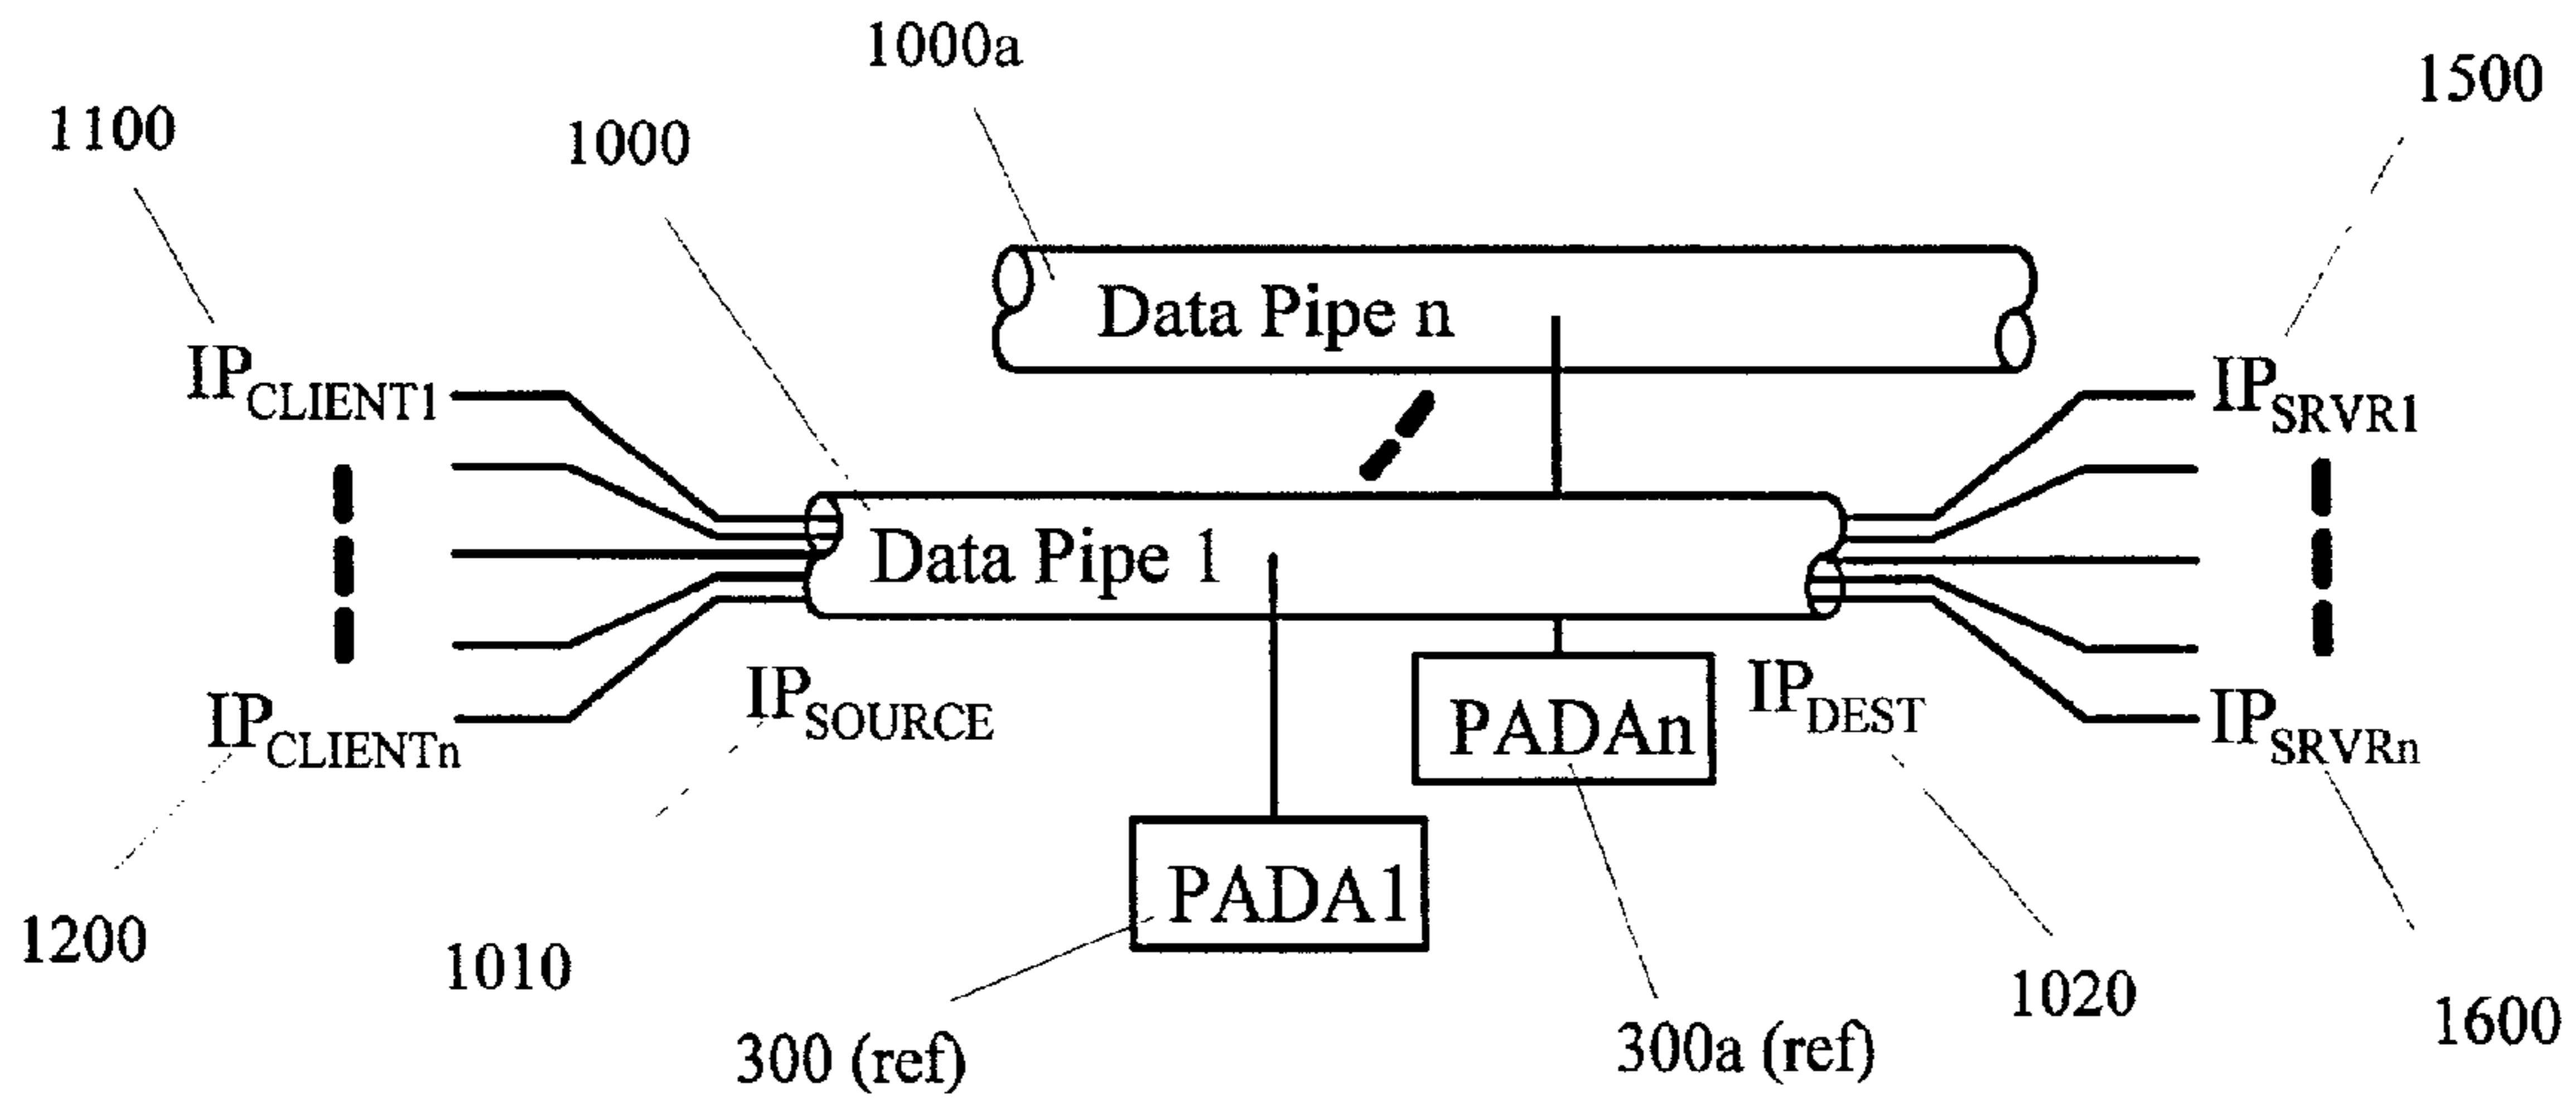 1000a
1500
1100
1000
Data Pipe n
IPCLIENT1
IPSRVR1
Data Pipe 1
IPSOURCE
IPDEST
IPCLIENTn
PADAn
IPSRVRn
PADA1
1200
1010
1020
1600
300 (ref)
300a (ref)